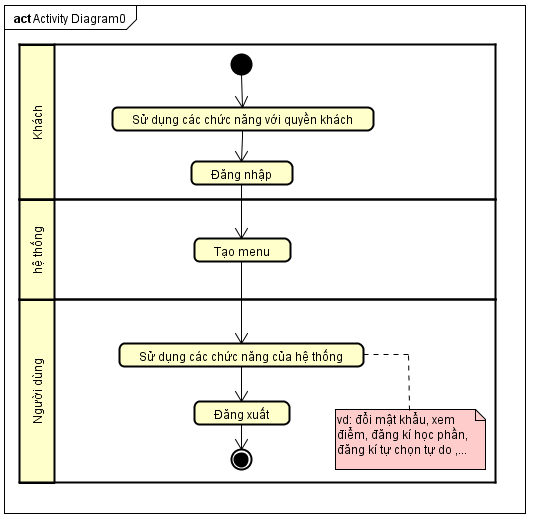 act Activity Diagram0
Khách
Sử dụng các chức năng với quyền khách
Đăng nhập
hệ thống
Tạo menu
Người dùng
Sử dụng các chức năng của hệ thống
Đăng xuất
vd: đổi mật khẩu, xem
điểm, đăng kí học phần,
đăng kí tự chọn tự do ,...